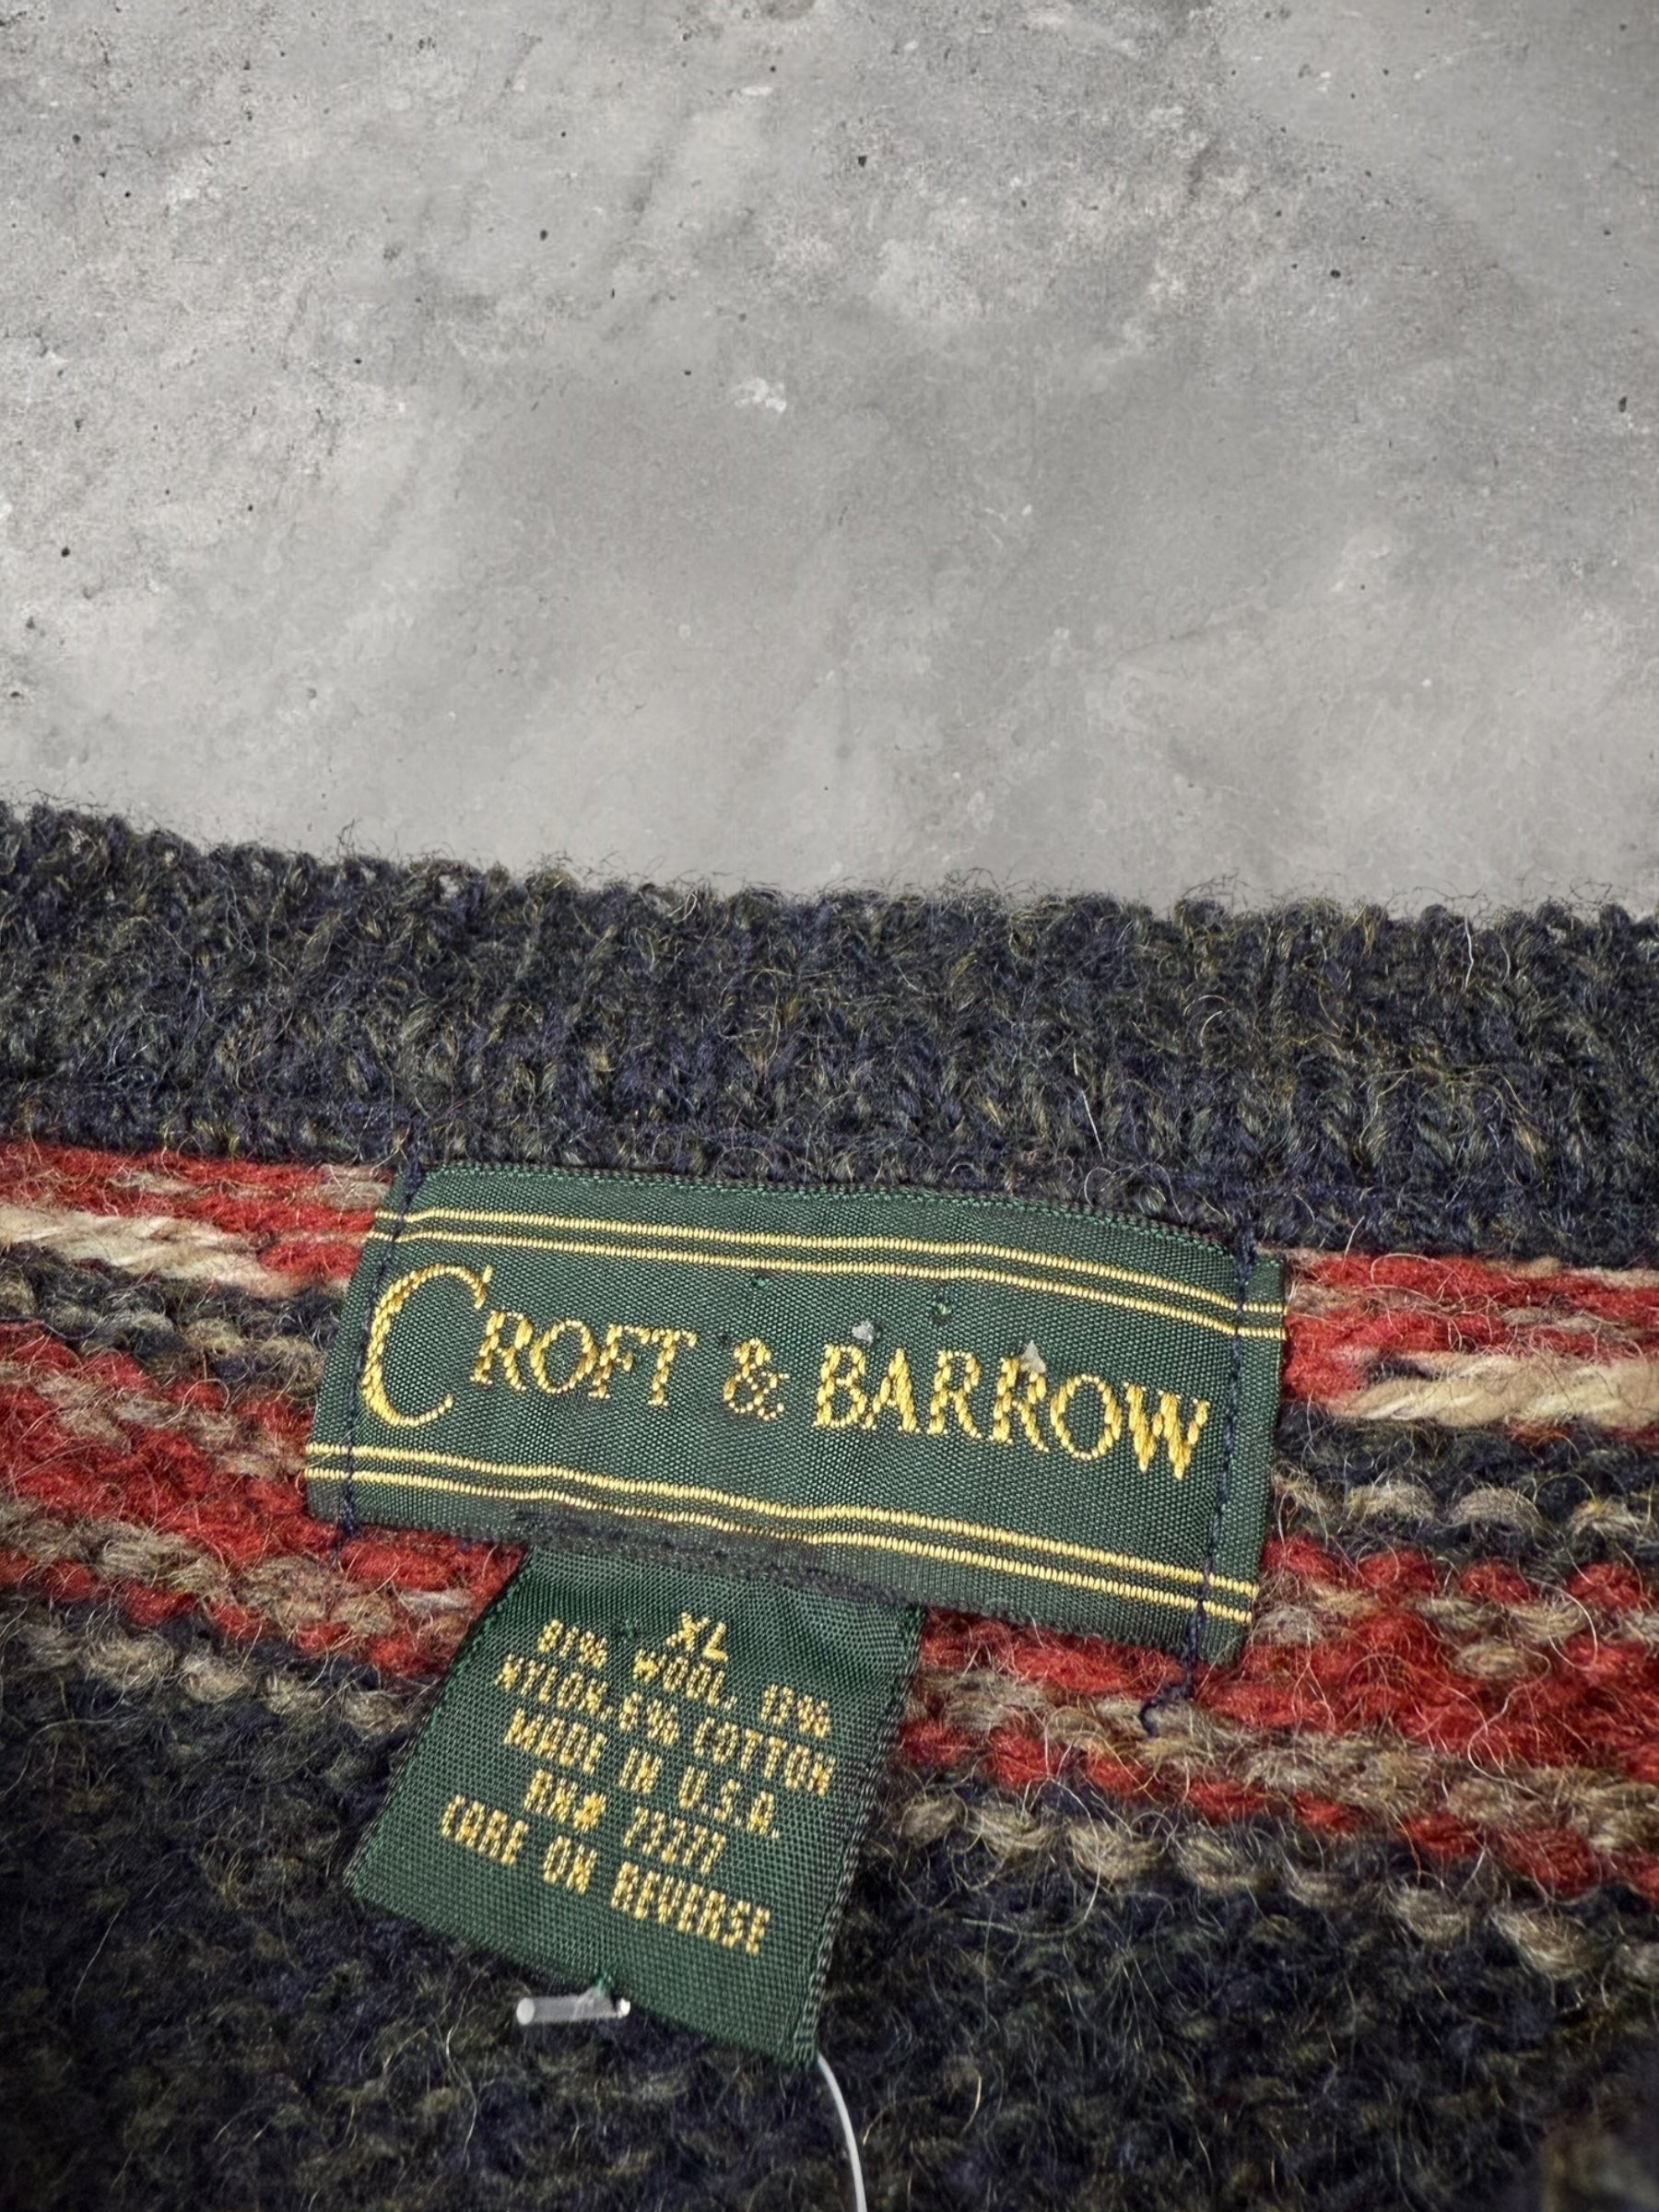 CROFT & BARROW
XL
81% WOOL, 13%
NYLON, 6% COTTON
MADE IN U.S.A.
RN# 73277
CARE ON REVERSE